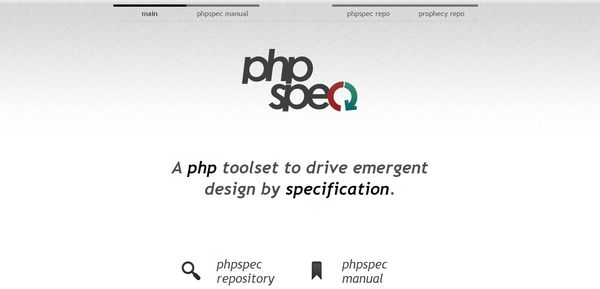 main phpspec manual phpspec repo prophecy repo
php
spec
A php toolset to drive emergent
design by specification.
phpspec phpspec
repository manual